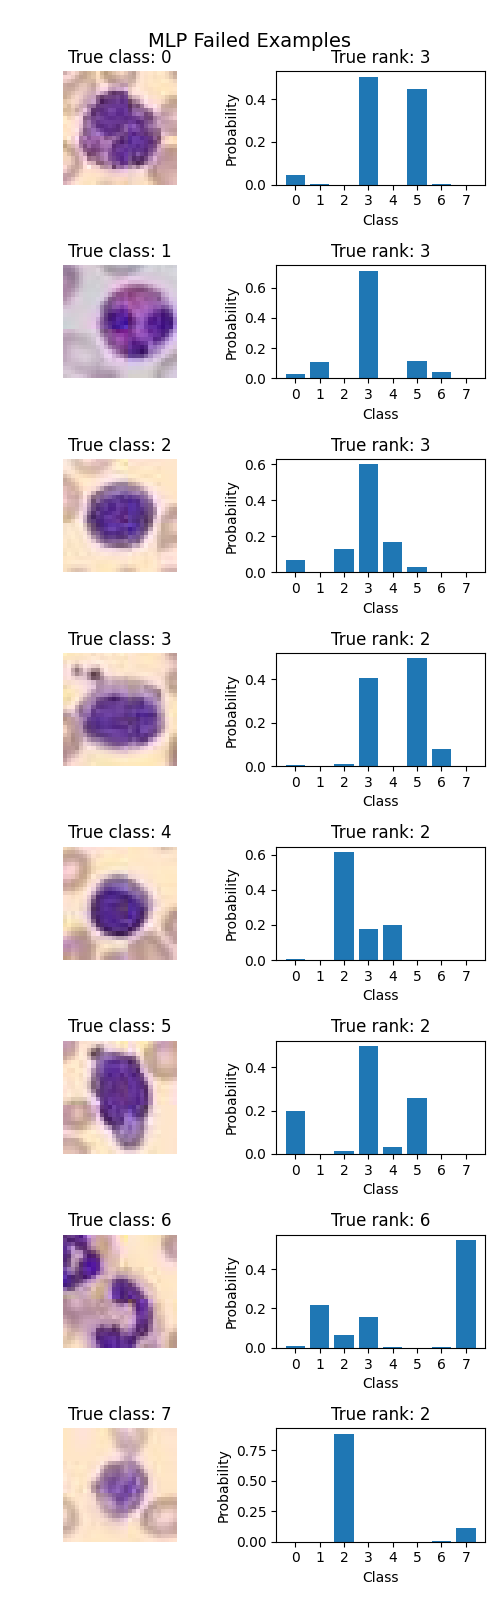 MLP Failed Examples
True class: 0
True rank: 3
0.4
0.2
0.0
Probability
0 1 2 3 4 5 6 7
Class
True class: 1
True rank: 3
0.6
0.4
0.2
0.0
Probability
0 1 2 3 4 5 6 7
Class
True class: 2
True rank: 3
0.6
0.4
0.2
0.0
Probability
0 1 2 3 4 5 6 7
Class
True class: 3
True rank: 2
0.4
0.2
0.0
Probability
0 1 2 3 4 5 6 7
Class
True class: 4
True rank: 2
0.6
0.4
0.2
0.0
Probability
0 1 2 3 4 5 6 7
Class
True class: 5
True rank: 2
0.4
0.2
0.0
Probability
0 1 2 3 4 5 6 7
Class
True class: 6
True rank: 6
0.4
0.2
0.0
Probability
0 1 2 3 4 5 6 7
Class
True class: 7
True rank: 2
0.75
0.50
0.25
0.00
Probability
0 1 2 3 4 5 6 7
Class